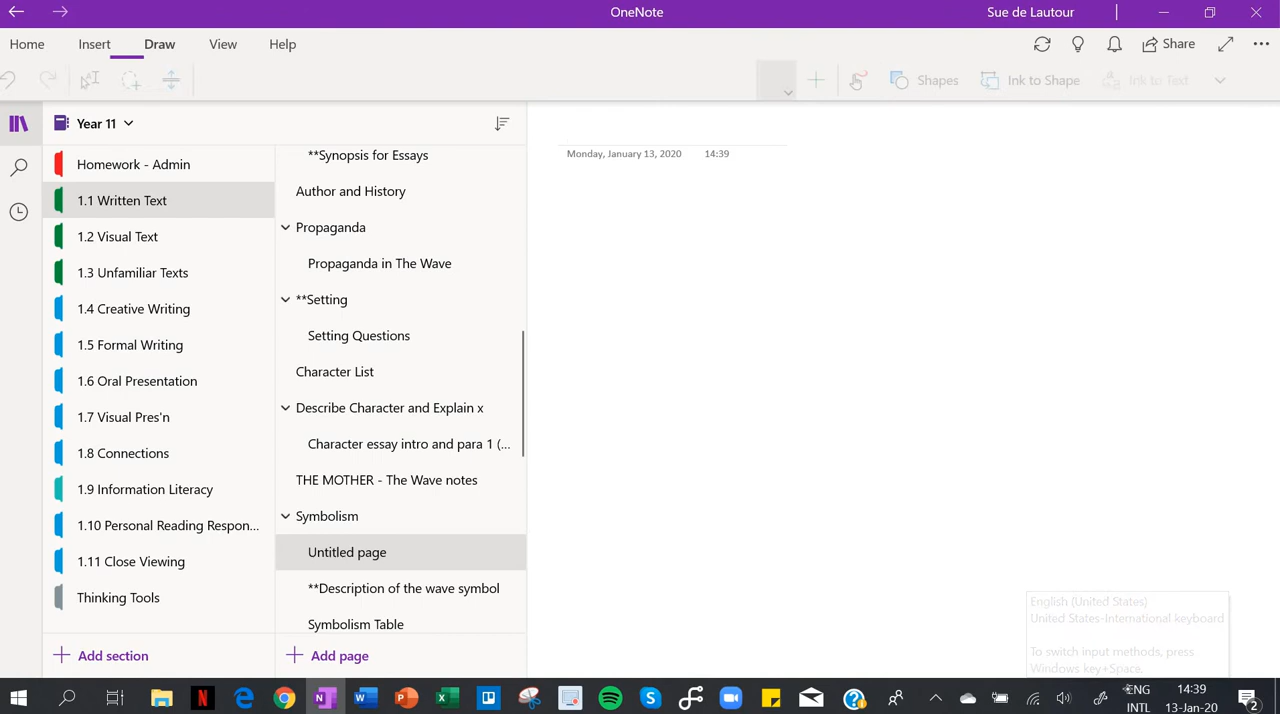 OneNote
Sue de Lautour
Home
Insert
Draw
View
Help
Share
Shapes
Ink to Shape
Ink to Text
Year 11
Homework - Admin
1.1 Written Text
1.2 Visual Text
1.3 Unfamiliar Texts
1.4 Creative Writing
1.5 Formal Writing
1.6 Oral Presentation
1.7 Visual Pres'n
1.8 Connections
1.9 Information Literacy
1.10 Personal Reading Respon...
1.11 Close Viewing
Thinking Tools
Add section
**Synopsis for Essays
Author and History
Propaganda
Propaganda in The Wave
**Setting
Setting Questions
Character List
Describe Character and Explain x
Character essay intro and para 1 (...
THE MOTHER - The Wave notes
Symbolism
Untitled page
**Description of the wave symbol
Symbolism Table
Add page
Monday, January 13, 2020 14:39
English (United States)
United States-International keyboard
To switch input methods, press
Windows key+Space.
ENG
INTL
14:39
13-Jan-20
2